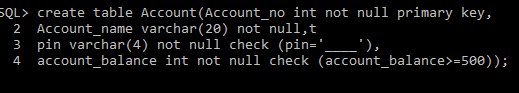 SQL> create table Account(Account_no int not null primary key,
2 Account_name varchar(20) not null,t
3 pin varchar(4) not null check (pin='____'),
4 account_balance int not null check (account_balance>=500));